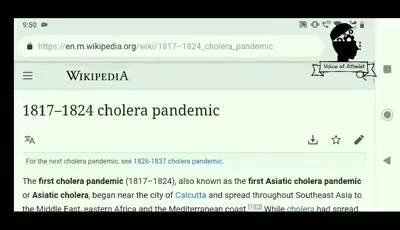 9:50
https://en.m.wikipedia.org/wiki/1817–1824_cholera_pandemic
Voice of Atheist
WIKIPEDIA
1817–1824 cholera pandemic
For the next cholera pandemic, see 1826-1837 cholera pandemic.
The first cholera pandemic (1817–1824), also known as the first Asiatic cholera pandemic
or Asiatic cholera, began near the city of Calcutta and spread throughout Southeast Asia to
the Middle East, eastern Africa and the Mediterranean coast.[1][2] While cholera had spread